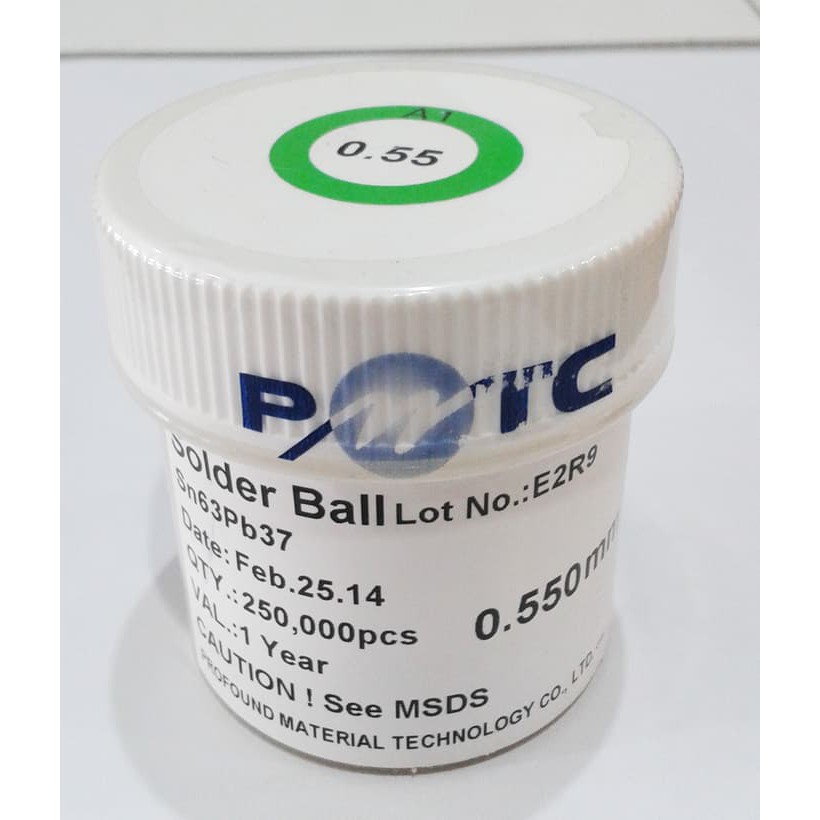 A1
0.55
PMTC
Solder Ball Lot No.:E2R9
Sn63Pb37
Date: Feb.25.14
0.550mm
QTY.:250,000pcs
VAL.:1 Year
CAUTION ! See MSDS
PROFOUND MATERIAL TECHNOLOGY CO., LTD.